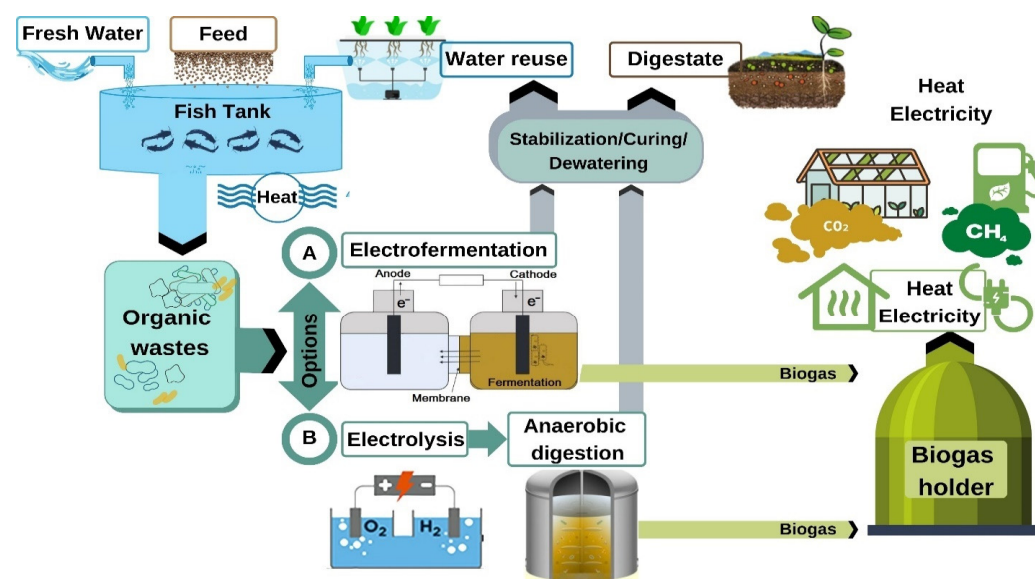 Fresh Water
Feed
Water reuse
Digestate
Heat
Electricity
Fish Tank
Stabilization/Curing/
Dewatering
Heat
CO₂
CH₄
A
Electrofermentation
Anode
Cathode
e⁻
e⁻
Organic
wastes
Options
Fermentation
Membrane
Biogas
Heat
Electricity
B
Electrolysis
Anaerobic
digestion
Biogas
holder
+
−
O₂
H₂
Biogas